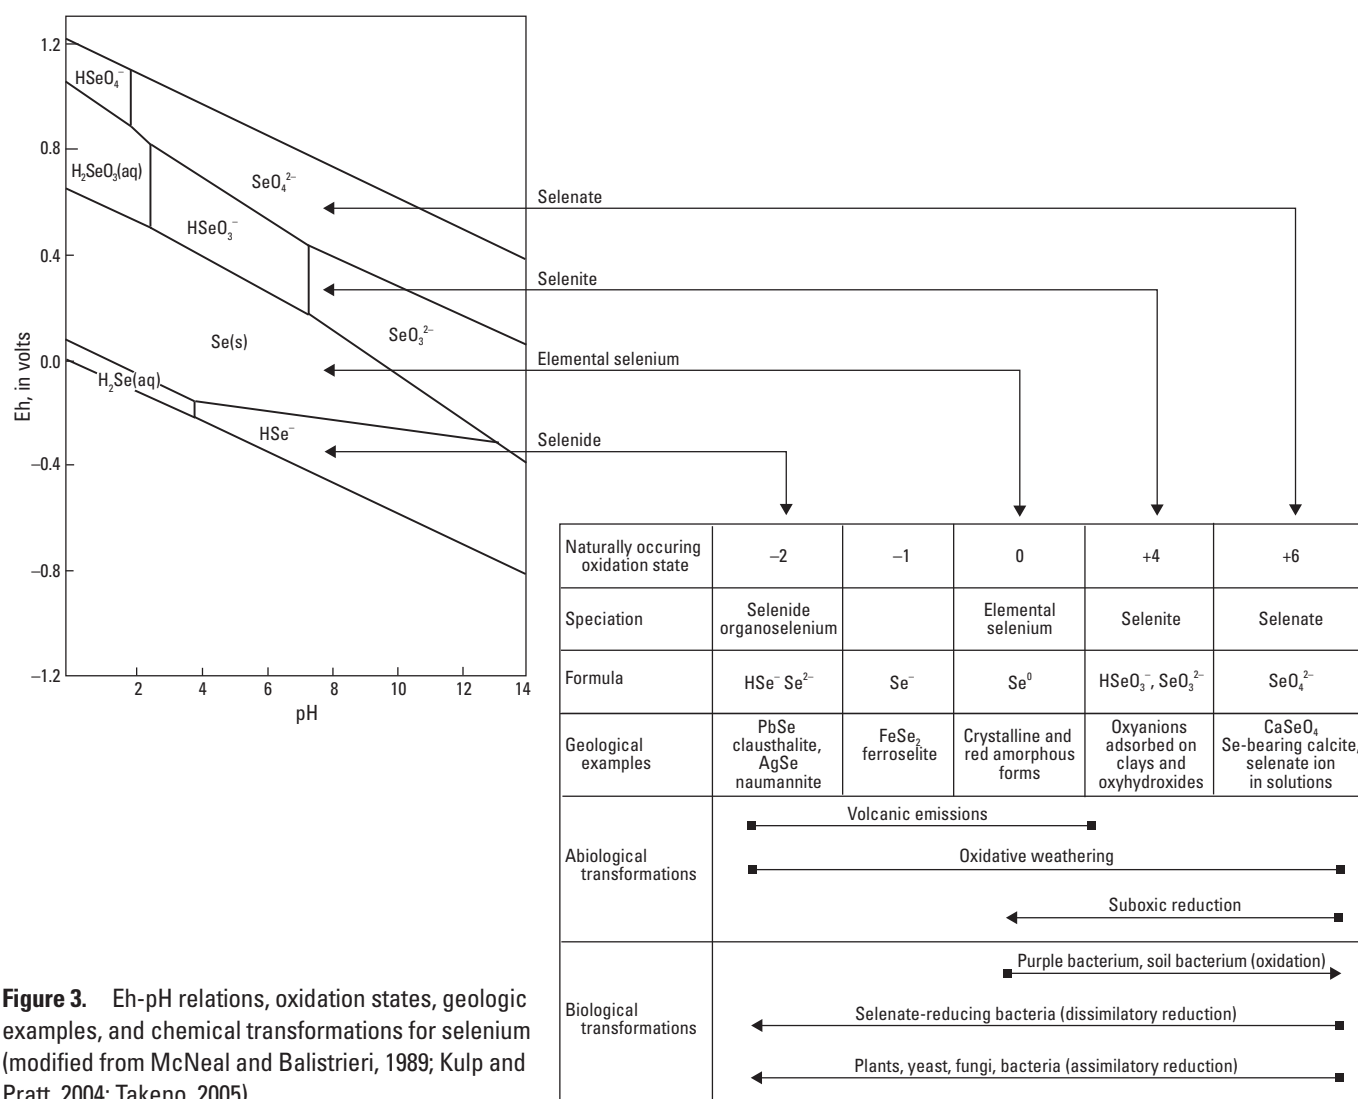 1.2
0.8
0.4
0.0
–0.4
–0.8
–1.2
Eh, in volts
2 4 6 8 10 12 14
pH
HSeO₄⁻
H₂SeO₃(aq)
SeO₄²⁻
HSeO₃⁻
Se(s)
SeO₃²⁻
H₂Se(aq)
HSe⁻
Selenate
Selenite
Elemental selenium
Selenide
Naturally occuring
oxidation state
–2 –1 0 +4 +6
Speciation
Selenide
organoselenium
Elemental
selenium
Selenite
Selenate
Formula
HSe⁻ Se²⁻
Se⁻
Se⁰
HSeO₃⁻, SeO₃²⁻
SeO₄²⁻
Geological
examples
PbSe
clausthalite,
AgSe
naumannite
FeSe₂
ferroselite
Crystalline and
red amorphous
forms
Oxyanions
adsorbed on
clays and
oxyhydroxides
CaSeO₄
Se-bearing calcite,
selenate ion
in solutions
Abiological
transformations
Volcanic emissions
Oxidative weathering
Suboxic reduction
Biological
transformations
Purple bacterium, soil bacterium (oxidation)
Selenate-reducing bacteria (dissimilatory reduction)
Plants, yeast, fungi, bacteria (assimilatory reduction)
Figure 3. Eh-pH relations, oxidation states, geologic
examples, and chemical transformations for selenium
(modified from McNeal and Balistrieri, 1989; Kulp and
Pratt, 2004; Takeno, 2005)